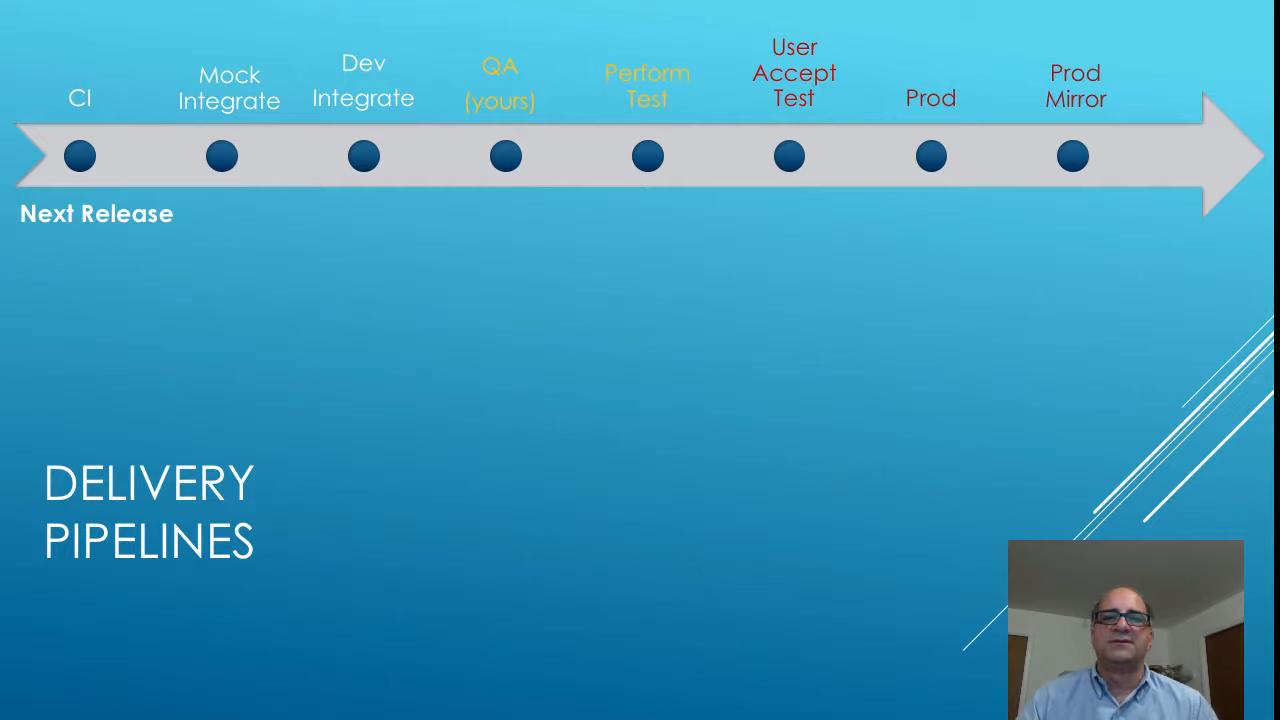 CI
Mock
Integrate
Dev
Integrate
QA
(yours)
Perform
Test
User
Accept
Test
Prod
Prod
Mirror
Next Release
DELIVERY
PIPELINES